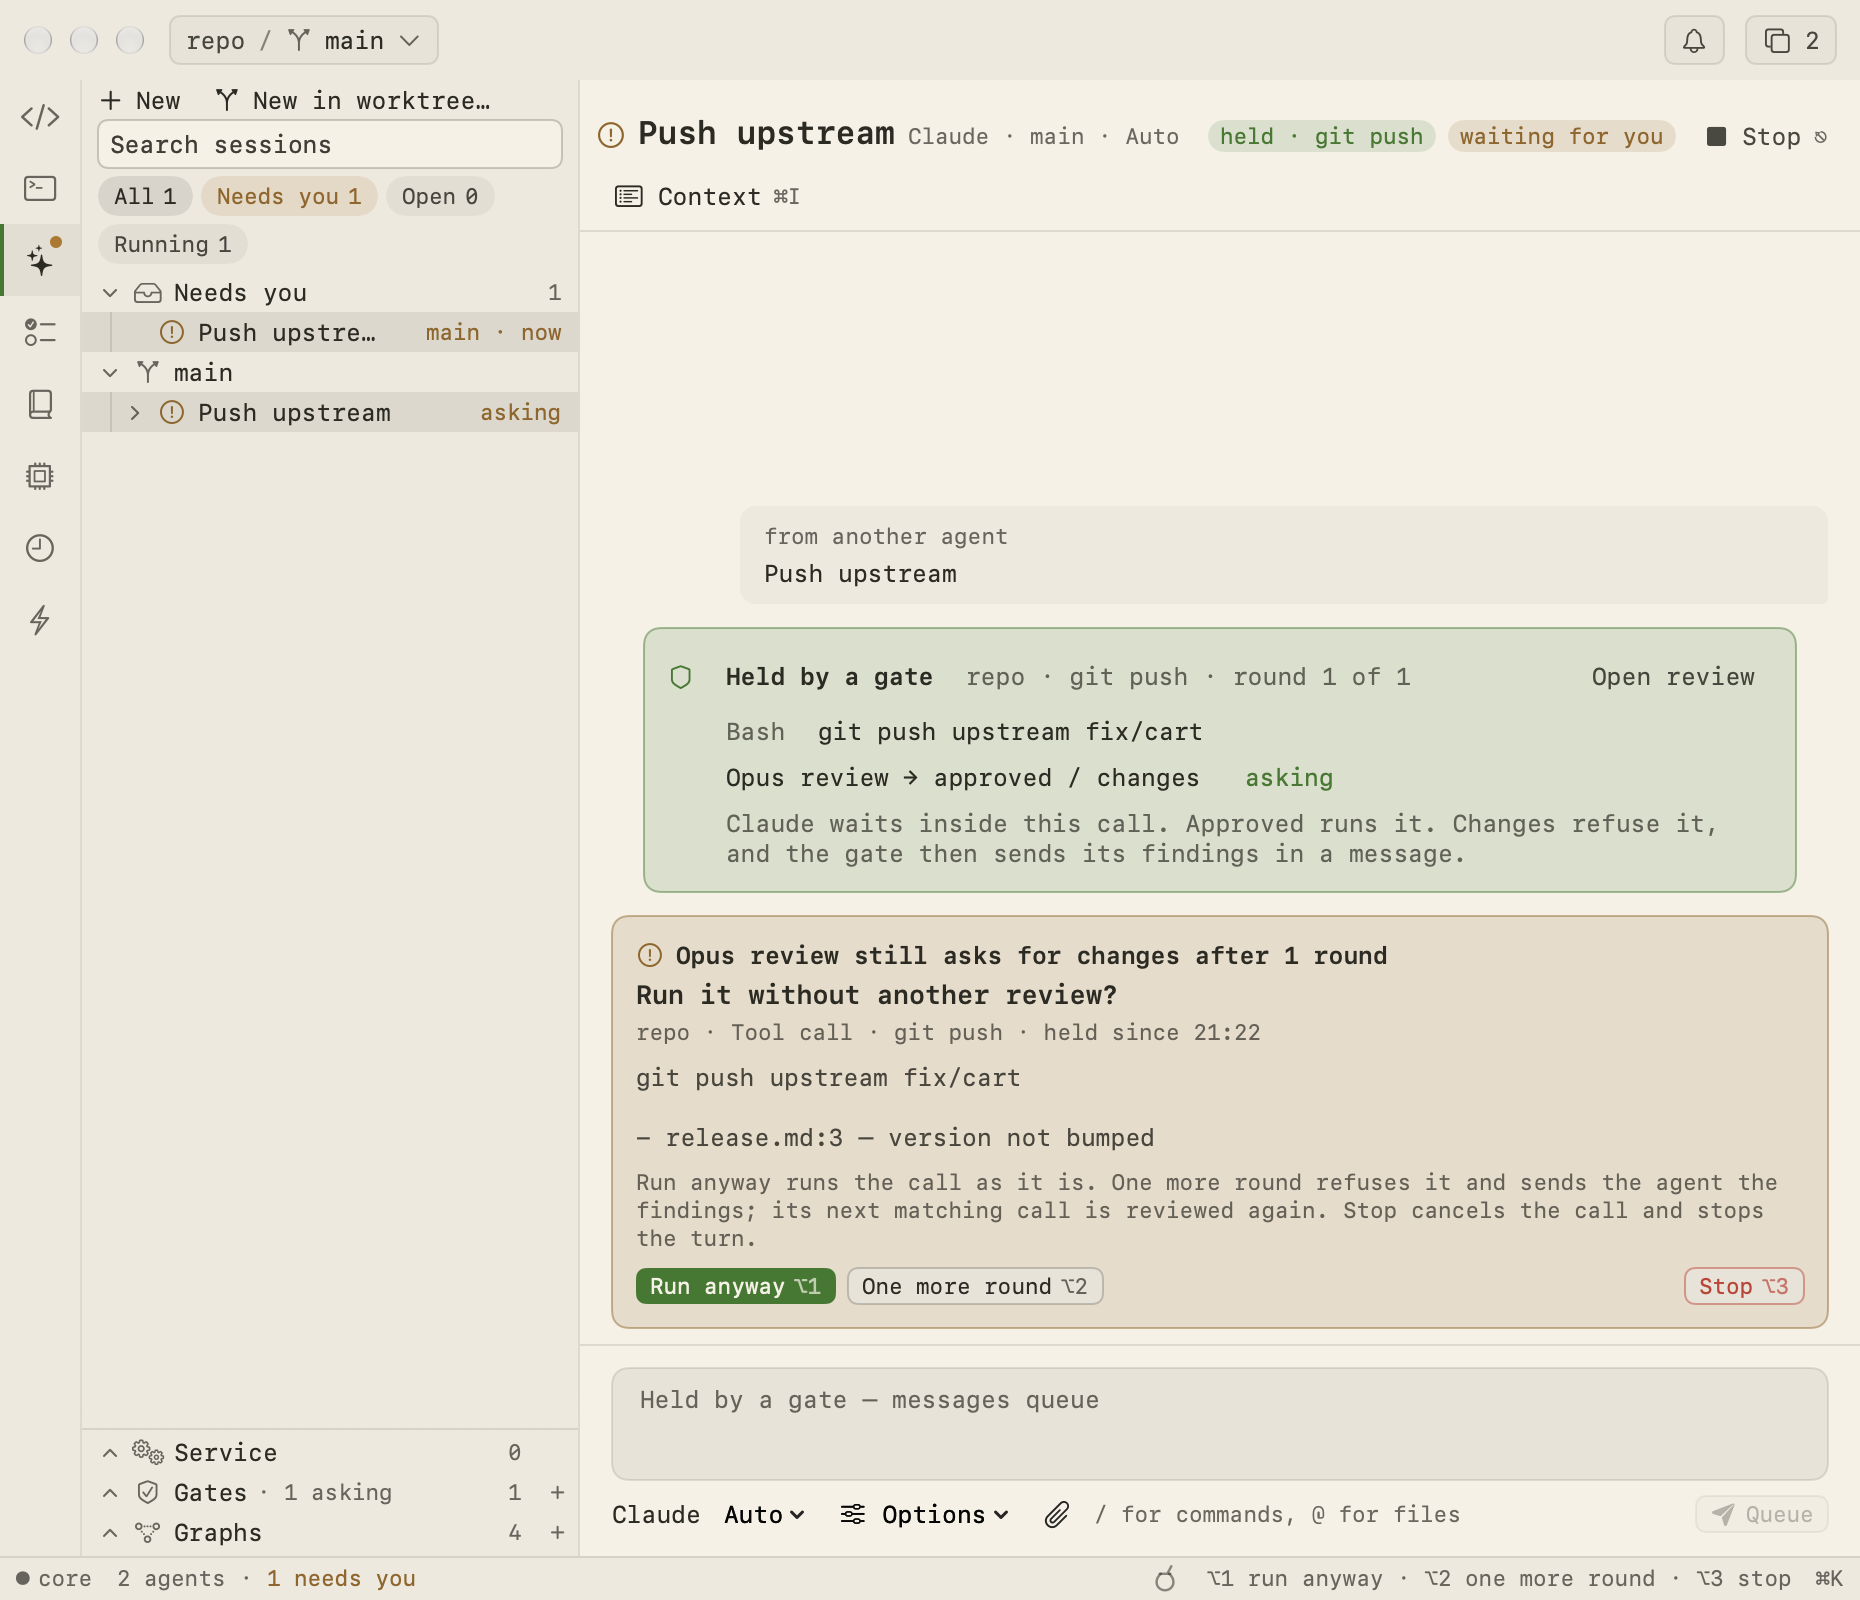 repo / main
2
+ New New in worktree…
Search sessions
All 1 Needs you 1 Open 0
Running 1
Needs you 1
Push upstre… main · now
main
Push upstream asking
Service 0
Gates · 1 asking 1 +
Graphs 4 +
Push upstream Claude · main · Auto held · git push waiting for you Stop ⎋
Context ⌘I
from another agent
Push upstream
Held by a gate repo · git push · round 1 of 1 Open review
Bash git push upstream fix/cart
Opus review → approved / changes asking
Claude waits inside this call. Approved runs it. Changes refuse it,
and the gate then sends its findings in a message.
Opus review still asks for changes after 1 round
Run it without another review?
repo · Tool call · git push · held since 21:22
git push upstream fix/cart
— release.md:3 — version not bumped
Run anyway runs the call as it is. One more round refuses it and sends the agent the
findings; its next matching call is reviewed again. Stop cancels the call and stops
the turn.
Run anyway ⌥1 One more round ⌥2 Stop ⌥3
Held by a gate — messages queue
Claude Auto Options / for commands, @ for files Queue
core 2 agents · 1 needs you ⌥1 run anyway · ⌥2 one more round · ⌥3 stop ⌘K